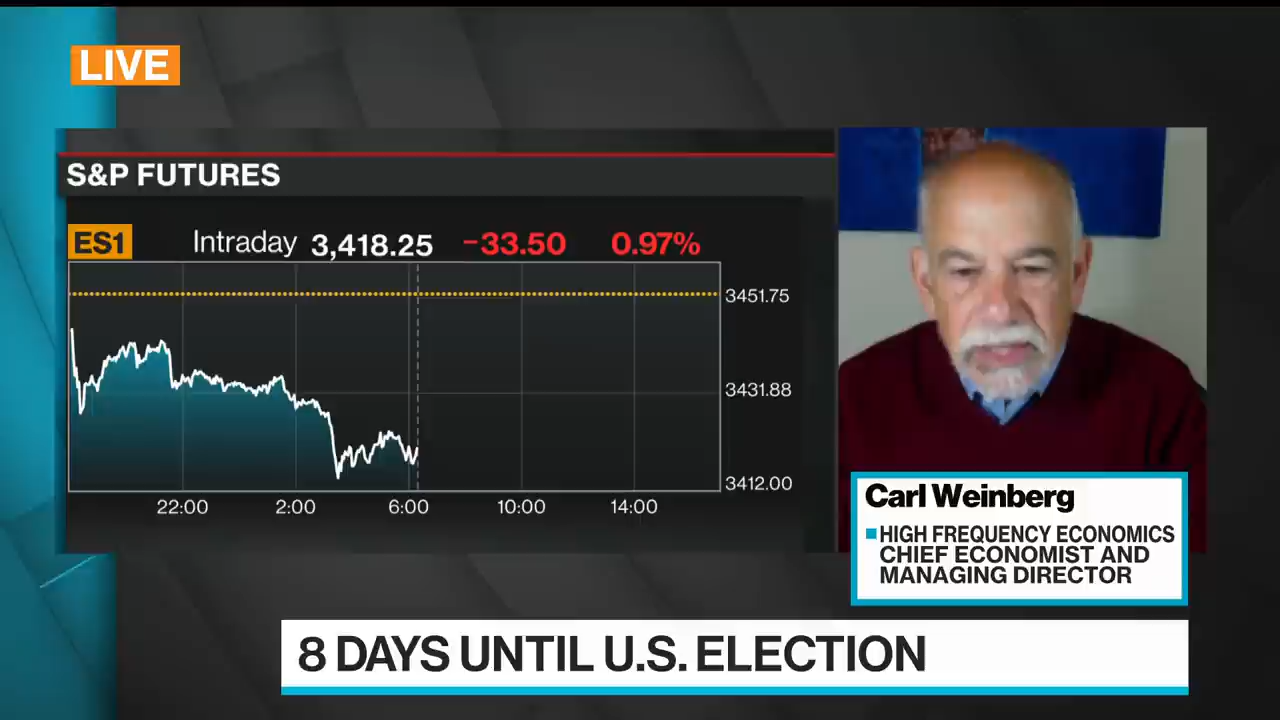 LIVE
S&P FUTURES
ES1 Intraday 3,418.25 -33.50 0.97%
3451.75
3431.88
3412.00
22:00 2:00 6:00 10:00 14:00
Carl Weinberg
HIGH FREQUENCY ECONOMICS
CHIEF ECONOMIST AND
MANAGING DIRECTOR
8 DAYS UNTIL U.S. ELECTION